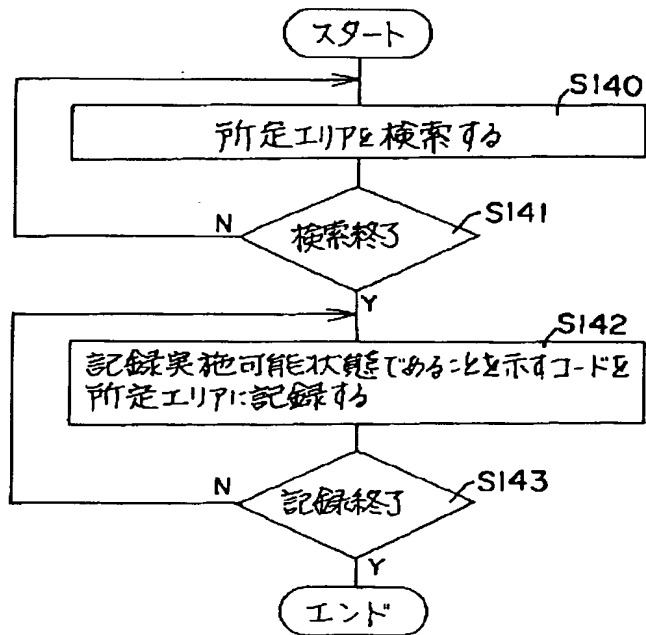 スタート
S140
所定エリアを検索する
N
検索終了
S141
Y
S142
記録実施可能状態であることを示すコードを
所定エリアに記録する
N
記録終了
S143
Y
エンド